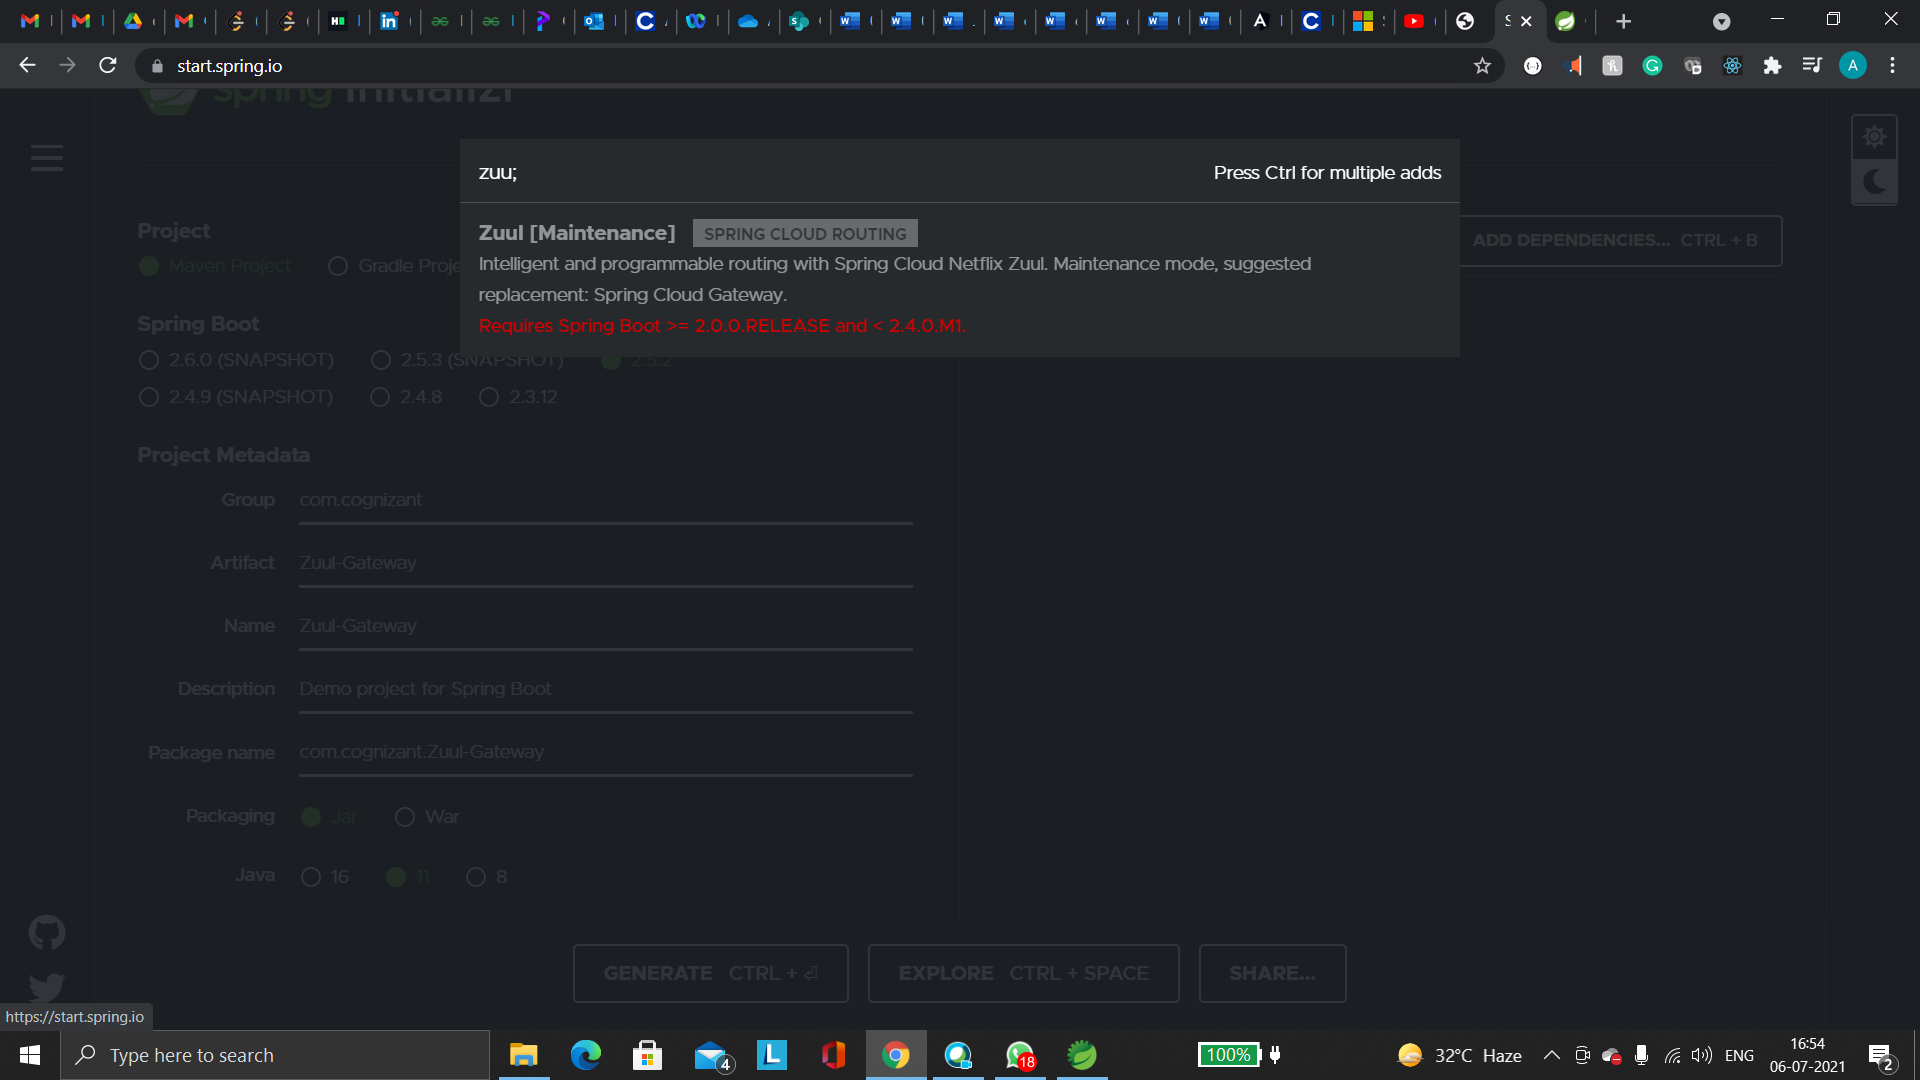 start.spring.io
spring initializr
zuu;
Press Ctrl for multiple adds
Zuul [Maintenance] SPRING CLOUD ROUTING
Intelligent and programmable routing with Spring Cloud Netflix Zuul. Maintenance mode, suggested
replacement: Spring Cloud Gateway.
Requires Spring Boot >= 2.0.0.RELEASE and < 2.4.0.M1.
ADD DEPENDENCIES... CTRL + B
Project
Maven Project Gradle Proje
Spring Boot
2.6.0 (SNAPSHOT) 2.5.3 (SNAPSHOT) 2.5.2
2.4.9 (SNAPSHOT) 2.4.8 2.3.12
Project Metadata
Group com.cognizant
Artifact Zuul-Gateway
Name Zuul-Gateway
Description Demo project for Spring Boot
Package name com.cognizant.Zuul-Gateway
Packaging Jar War
Java 16 11 8
GENERATE CTRL + ⏎ EXPLORE CTRL + SPACE SHARE...
https://start.spring.io
Type here to search
4
18
100%
32°C Haze
ENG
16:54
06-07-2021
2